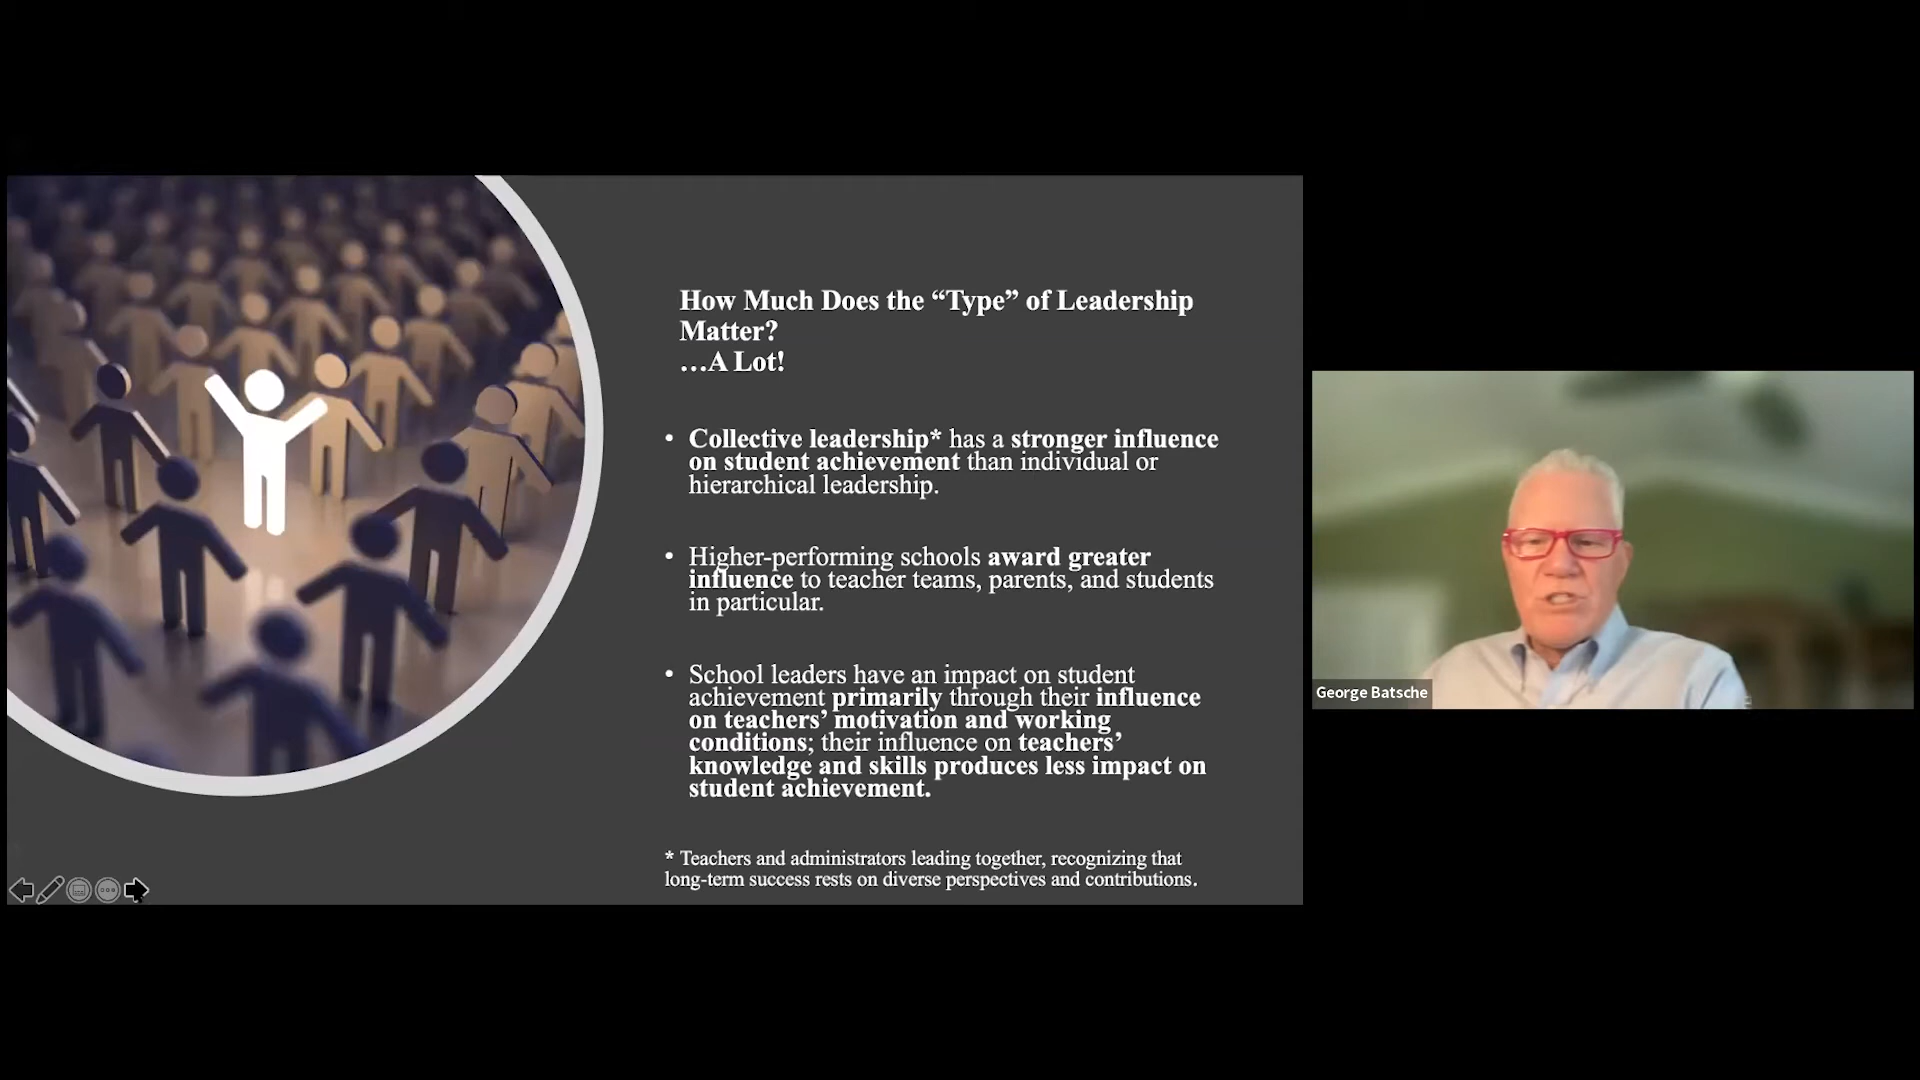 How Much Does the “Type” of Leadership
Matter?
…A Lot!
• Collective leadership* has a stronger influence
on student achievement than individual or
hierarchical leadership.
• Higher-performing schools award greater
influence to teacher teams, parents, and students
in particular.
• School leaders have an impact on student
achievement primarily through their influence
on teachers’ motivation and working
conditions; their influence on teachers’
knowledge and skills produces less impact on
student achievement.
* Teachers and administrators leading together, recognizing that
long-term success rests on diverse perspectives and contributions.
George Batsche